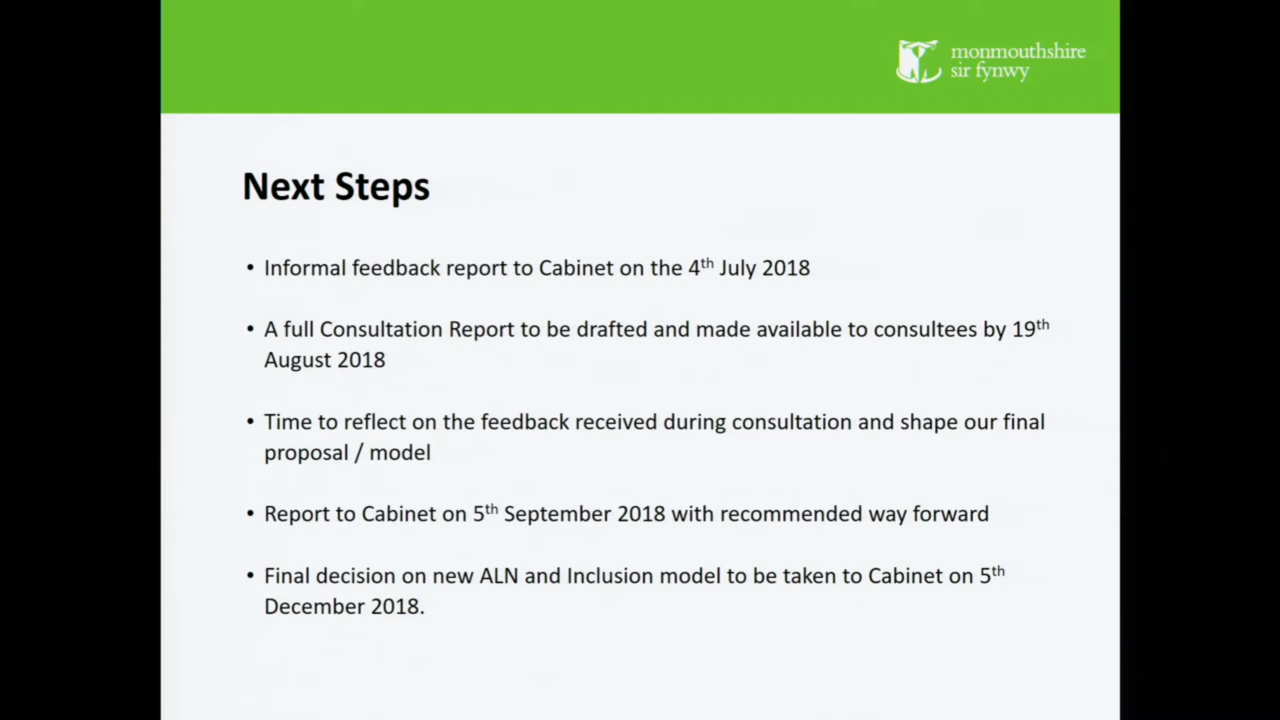 monmouthshire
sir fynwy
Next Steps
• Informal feedback report to Cabinet on the 4th July 2018
• A full Consultation Report to be drafted and made available to consultees by 19th
August 2018
• Time to reflect on the feedback received during consultation and shape our final
proposal / model
• Report to Cabinet on 5th September 2018 with recommended way forward
• Final decision on new ALN and Inclusion model to be taken to Cabinet on 5th
December 2018.